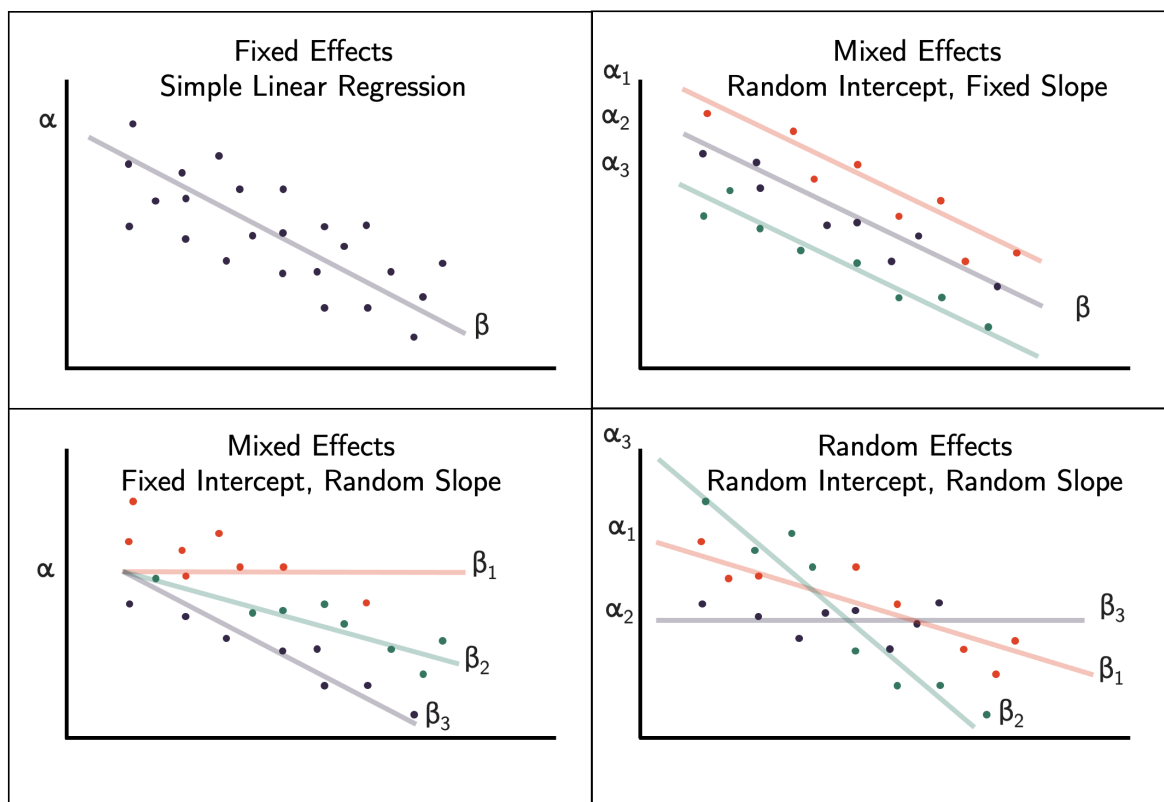 Fixed Effects
Simple Linear Regression
α
β
Mixed Effects
Random Intercept, Fixed Slope
α₁
α₂
α₃
β
Mixed Effects
Fixed Intercept, Random Slope
α
β₁
β₂
β₃
Random Effects
Random Intercept, Random Slope
α₃
α₁
α₂
β₃
β₁
β₂